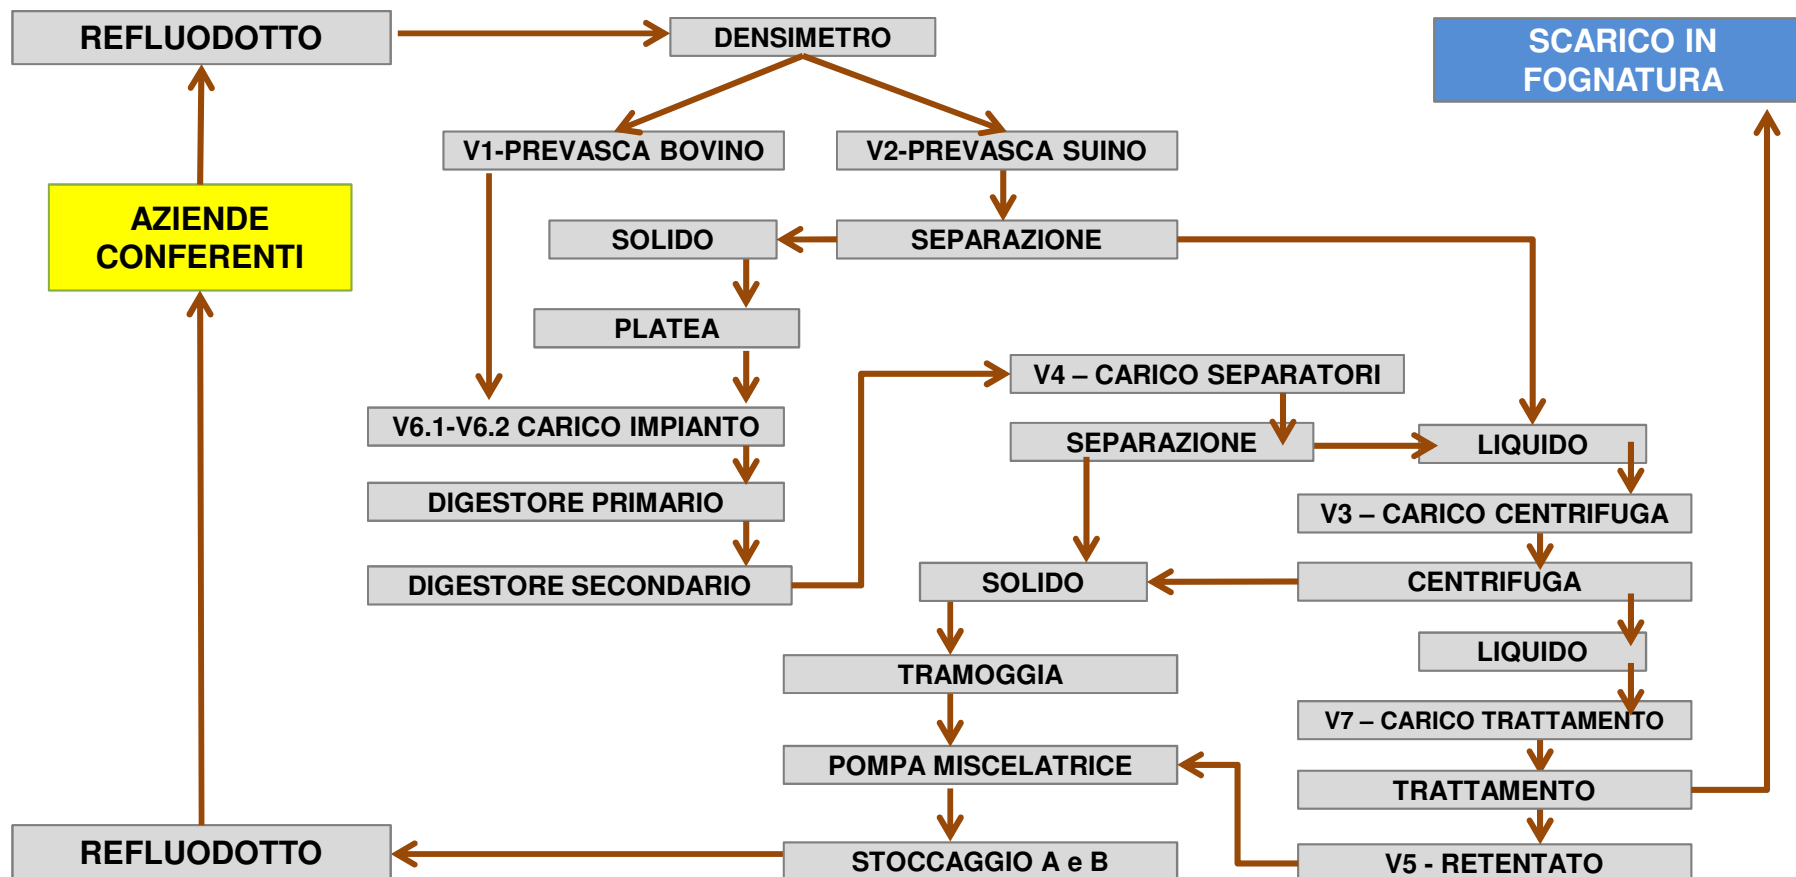 REFLUODOTTO
DENSIMETRO
SCARICO IN
FOGNATURA
V1-PREVASCA BOVINO
V2-PREVASCA SUINO
AZIENDE
CONFERENTI
SOLIDO
SEPARAZIONE
PLATEA
V4 – CARICO SEPARATORI
V6.1-V6.2 CARICO IMPIANTO
SEPARAZIONE
LIQUIDO
DIGESTORE PRIMARIO
V3 – CARICO CENTRIFUGA
DIGESTORE SECONDARIO
SOLIDO
CENTRIFUGA
LIQUIDO
TRAMOGGIA
V7 – CARICO TRATTAMENTO
POMPA MISCELATRICE
TRATTAMENTO
REFLUODOTTO
STOCCAGGIO A e B
V5 - RETENTATO